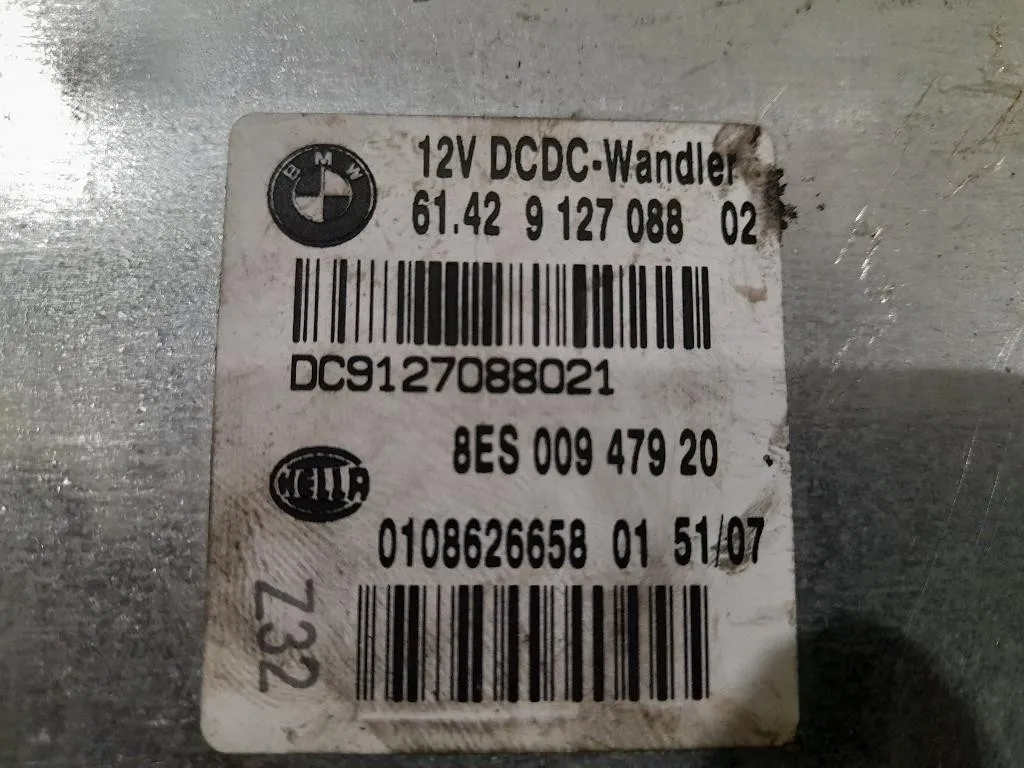 BMW
12V DCDC-Wandler
61.42 9 127 088 02
DC9127088021
8ES 009 479 20
HELLA
0108626658 01 51/07
Z32